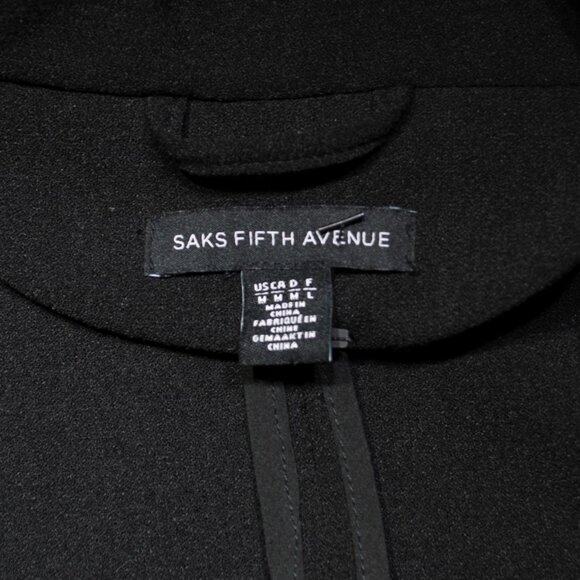 SAKS FIFTH AVENUE
US CA D F
M M M L
MADE IN
CHINA
FABRIQUÉ EN
CHINE
GEMAAKT IN
CHINA